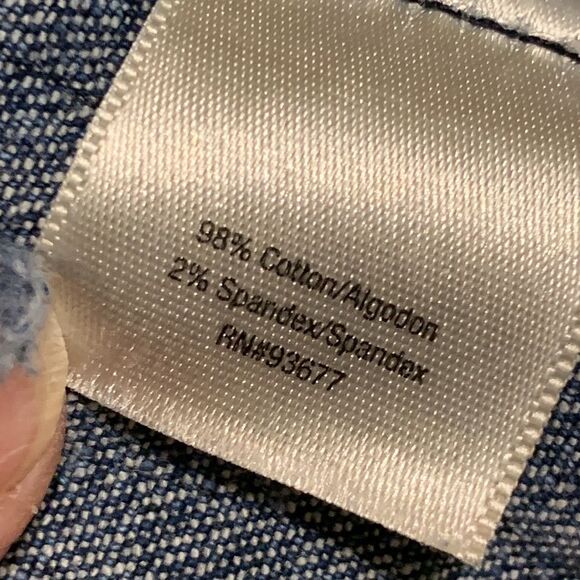 98% Cotton/Algodon
2% Spandex/Spandex
RN#93677